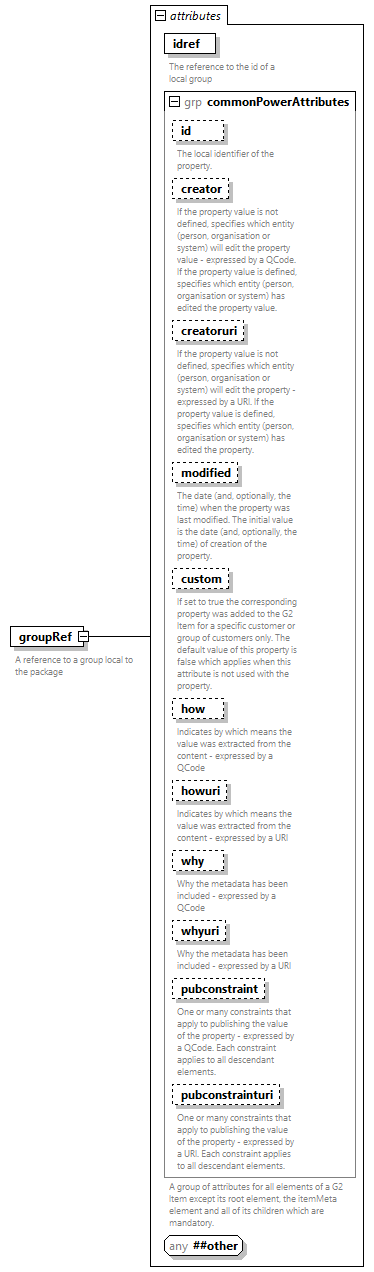 attributes
idref
The reference to the id of a
local group
grp commonPowerAttributes
id
The local identifier of the
property.
creator
If the property value is not
defined, specifies which entity
(person, organisation or
system) will edit the property
value - expressed by a QCode.
If the property value is defined,
specifies which entity (person,
organisation or system) has
edited the property value.
creatoruri
If the property value is not
defined, specifies which entity
(person, organisation or
system) will edit the property -
expressed by a URI. If the
property value is defined,
specifies which entity (person,
organisation or system) has
edited the property.
modified
The date (and, optionally, the
time) when the property was
last modified. The initial value
is the date (and, optionally, the
time) of creation of the
property.
custom
If set to true the corresponding
property was added to the G2
Item for a specific customer or
group of customers only. The
default value of this property is
false which applies when this
attribute is not used with the
property.
groupRef
A reference to a group local to
the package
how
Indicates by which means the
value was extracted from the
content - expressed by a
QCode
howuri
Indicates by which means the
value was extracted from the
content - expressed by a URI
why
Why the metadata has been
included - expressed by a
QCode
whyuri
Why the metadata has been
included - expressed by a URI
pubconstraint
One or many constraints that
apply to publishing the value
of the property - expressed by
a QCode. Each constraint
applies to all descendant
elements.
pubconstrainturi
One or many constraints that
apply to publishing the value
of the property - expressed by
a URI. Each constraint applies
to all descendant elements.
A group of attributes for all elements of a G2
Item except its root element, the itemMeta
element and all of its children which are
mandatory.
any ##other